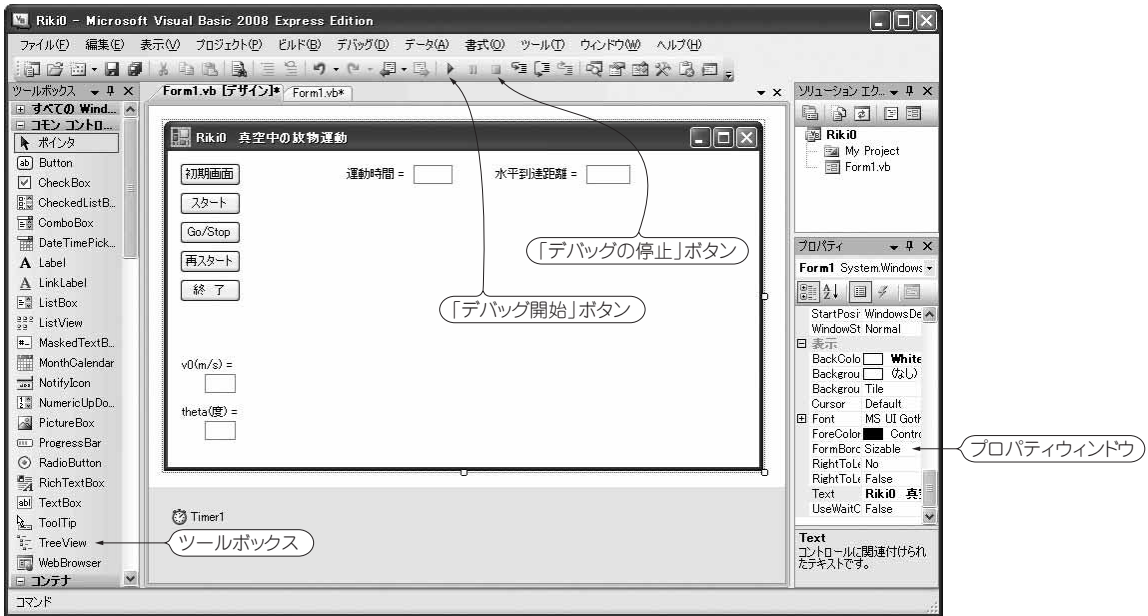 Riki0 - Microsoft Visual Basic 2008 Express Edition
ファイル(F) 編集(E) 表示(V) プロジェクト(P) ビルド(B) デバッグ(D) データ(A) 書式(O) ツール(T) ウィンドウ(W) ヘルプ(H)
ツールボックス
すべての Wind...
コモン コントロ...
ポインタ
Button
CheckBox
CheckedListB...
ComboBox
DateTimePick...
Label
LinkLabel
ListBox
ListView
MaskedTextB...
MonthCalendar
NotifyIcon
NumericUpDo...
PictureBox
ProgressBar
RadioButton
RichTextBox
TextBox
ToolTip
TreeView
WebBrowser
コンテナ
コマンド
Form1.vb [デザイン]* Form1.vb*
Riki0 真空中の放物運動
初期画面
運動時間 =
水平到達距離 =
スタート
Go/Stop
再スタート
終 了
「デバッグの停止」ボタン
「デバッグ開始」ボタン
v0(m/s) =
theta(度) =
Timer1
ツールボックス
ソリューション エク...
Riki0
My Project
Form1.vb
プロパティ
Form1 System.Windows
StartPosi WindowsDe
WindowSt Normal
表示
BackColo White
Backgrou (なし)
Backgrou Tile
Cursor Default
Font MS UI Goth
ForeColor Contro
FormBorc Sizable
RightToLe No
RightToLe False
Text Riki0 真
UseWaitC False
プロパティウィンドウ
Text
コントロールに関連付けられ
たテキストです。